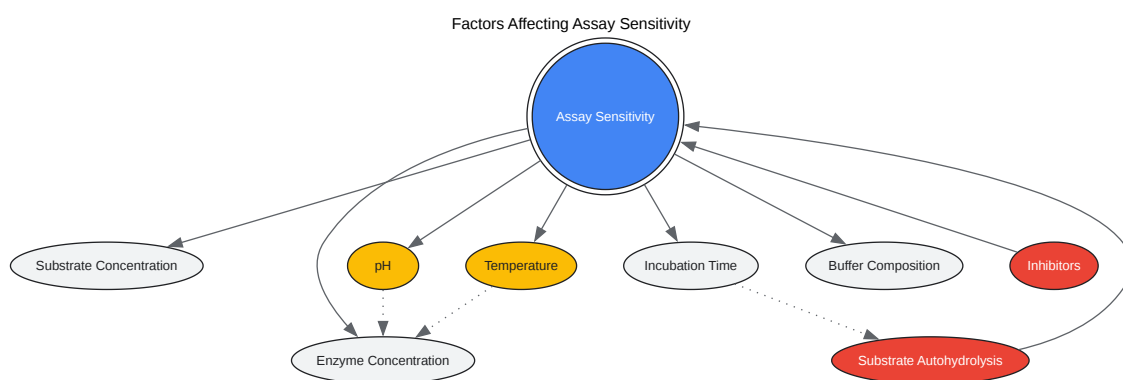 Factors Affecting Assay Sensitivity
Assay Sensitivity
Substrate Concentration
pH
Temperature
Incubation Time
Buffer Composition
Inhibitors
Enzyme Concentration
Substrate Autohydrolysis